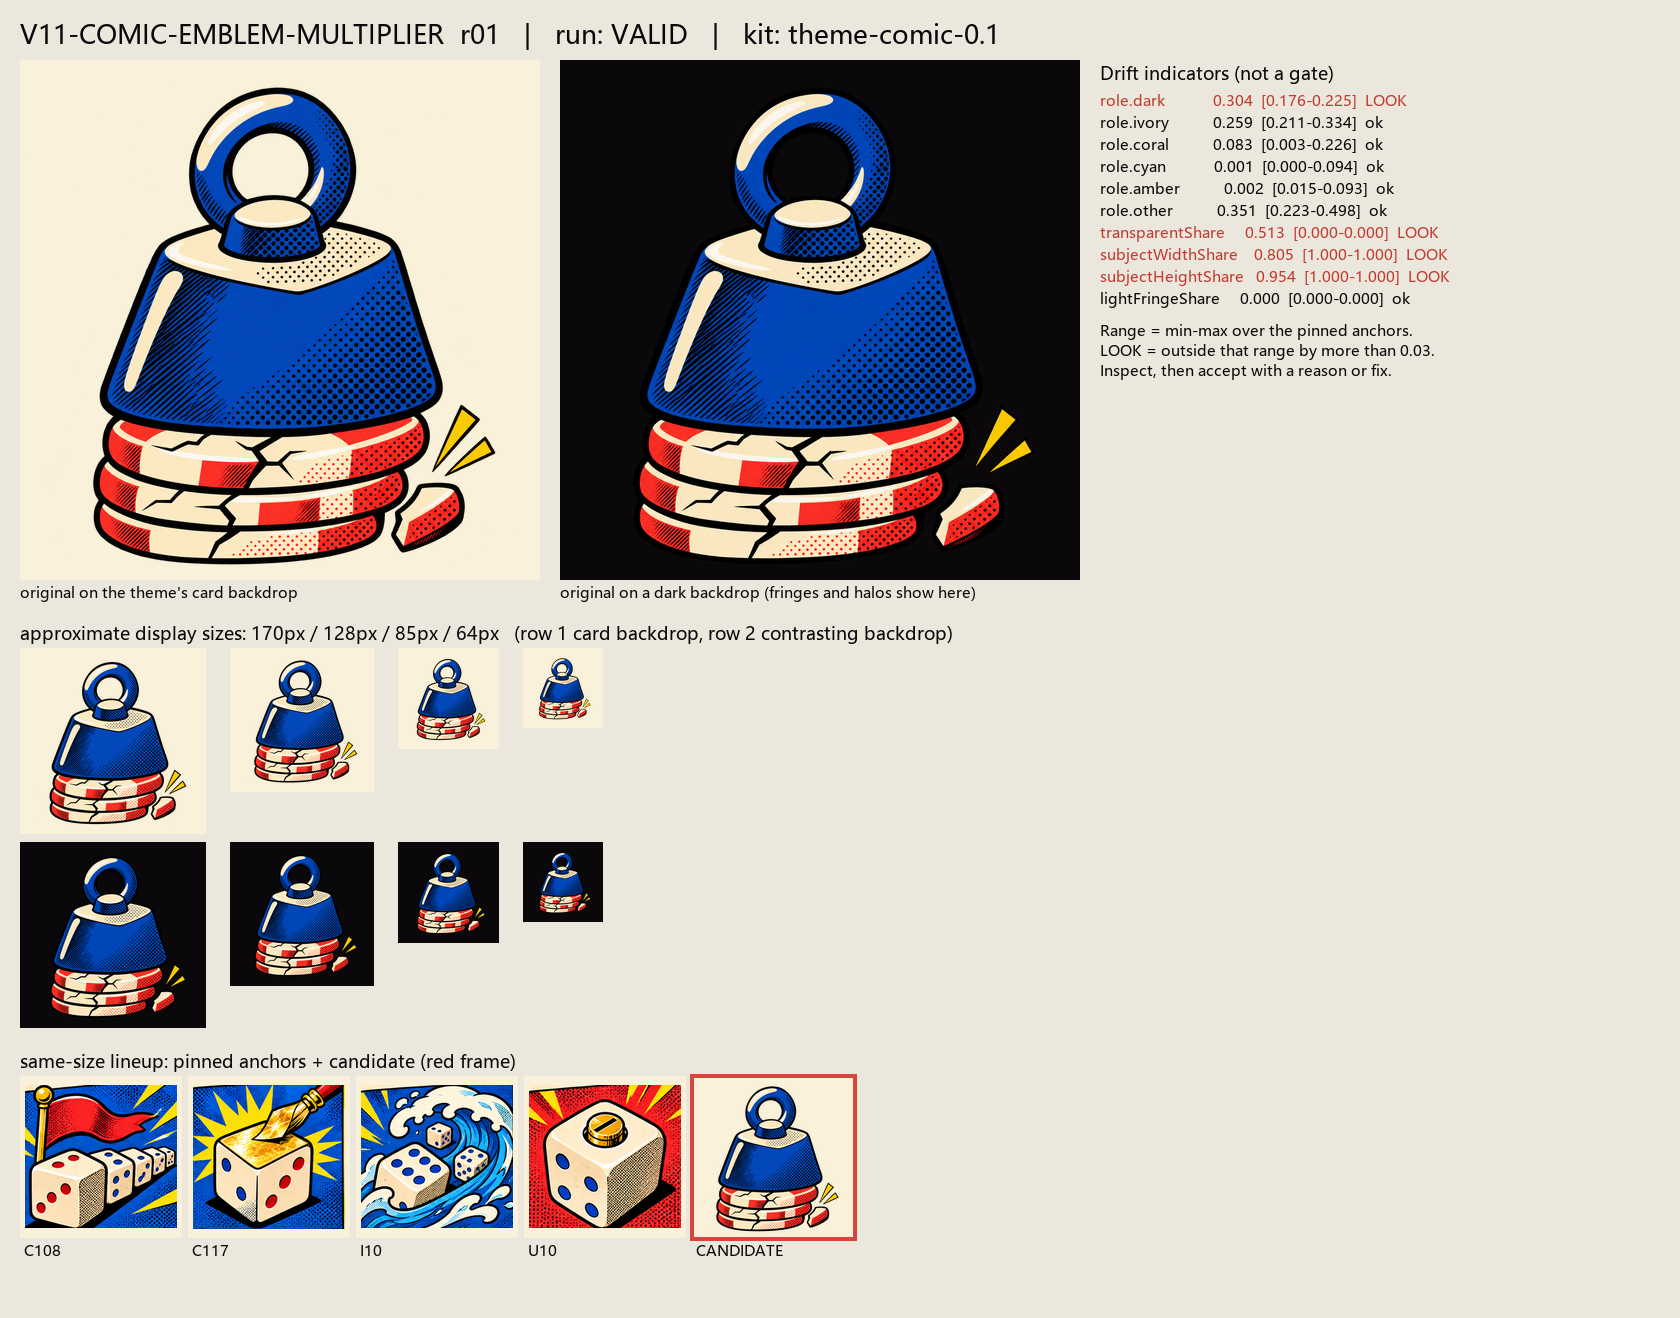 V11-COMIC-EMBLEM-MULTIPLIER r01 | run: VALID | kit: theme-comic-0.1
Drift indicators (not a gate)
role.dark 0.304 [0.176-0.225] LOOK
role.ivory 0.259 [0.211-0.334] ok
role.coral 0.083 [0.003-0.226] ok
role.cyan 0.001 [0.000-0.094] ok
role.amber 0.002 [0.015-0.093] ok
role.other 0.351 [0.223-0.498] ok
transparentShare 0.513 [0.000-0.000] LOOK
subjectWidthShare 0.805 [1.000-1.000] LOOK
subjectHeightShare 0.954 [1.000-1.000] LOOK
lightFringeShare 0.000 [0.000-0.000] ok
Range = min-max over the pinned anchors.
LOOK = outside that range by more than 0.03.
Inspect, then accept with a reason or fix.
original on the theme's card backdrop
original on a dark backdrop (fringes and halos show here)
approximate display sizes: 170px / 128px / 85px / 64px (row 1 card backdrop, row 2 contrasting backdrop)
same-size lineup: pinned anchors + candidate (red frame)
C108
C117
I10
U10
CANDIDATE